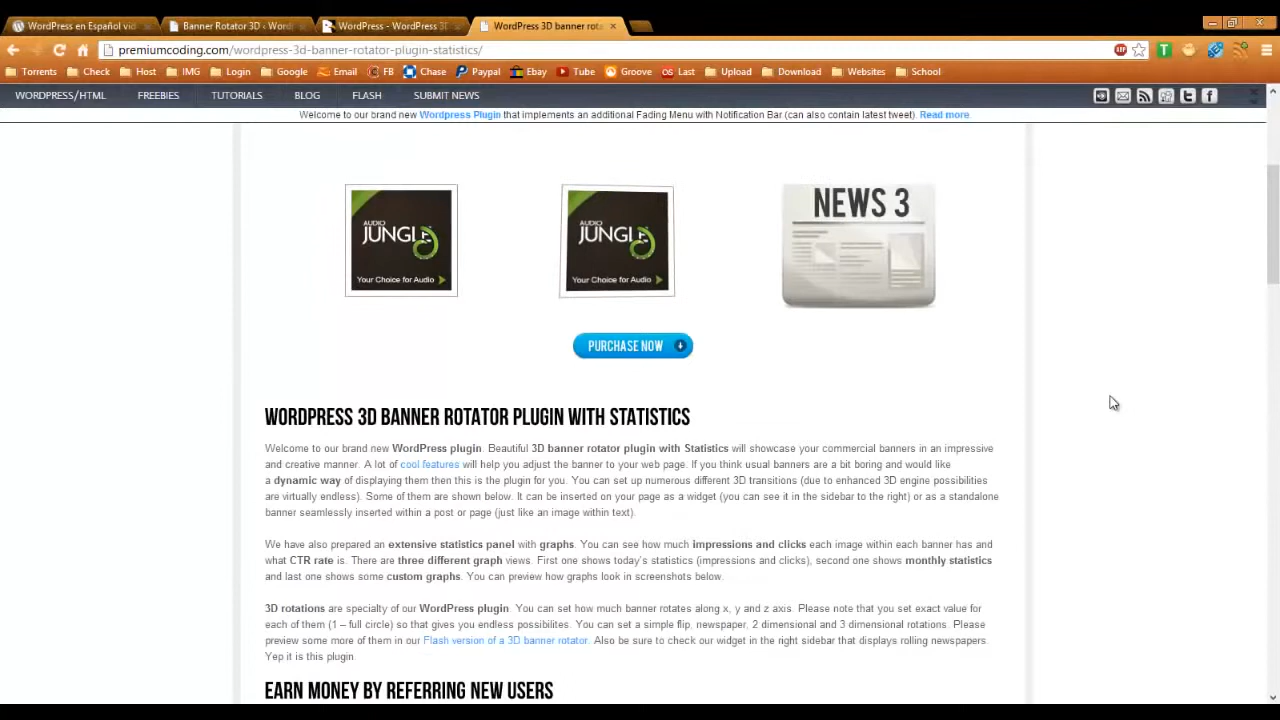 WordPress en Español vid
Banner Rotator 3D - Word
WordPress - WordPress 3D
WordPress 3D banner rota
premiumcoding.com/wordpress-3d-banner-rotator-plugin-statistics/
Torrents Check Host IMG Login Google Email FB Chase Paypal Ebay Tube Groove Last Upload Download Websites School
WORDPRESS/HTML FREEBIES TUTORIALS BLOG FLASH SUBMIT NEWS
Welcome to our brand new Wordpress Plugin that implements an additional Fading Menu with Notification Bar (can also contain latest tweet). Read more.
AUDIO
JUNGLE
Your Choice for Audio
AUDIO
JUNGLE
Your Choice for Audio
NEWS 3
PURCHASE NOW
WORDPRESS 3D BANNER ROTATOR PLUGIN WITH STATISTICS
Welcome to our brand new WordPress plugin. Beautiful 3D banner rotator plugin with Statistics will showcase your commercial banners in an impressive
and creative manner. A lot of cool features will help you adjust the banner to your web page. If you think usual banners are a bit boring and would like
a dynamic way of displaying them then this is the plugin for you. You can set up numerous different 3D transitions (due to enhanced 3D engine possibilities
are virtually endless). Some of them are shown below. It can be inserted on your page as a widget (you can see it in the sidebar to the right) or as a standalone
banner seamlessly inserted within a post or page (just like an image within text).
We have also prepared an extensive statistics panel with graphs. You can see how much impressions and clicks each image within each banner has and
what CTR rate is. There are three different graph views. First one shows today's statistics (impressions and clicks), second one shows monthly statistics
and last one shows some custom graphs. You can preview how graphs look in screenshots below.
3D rotations are specialty of our WordPress plugin. You can set how much banner rotates along x, y and z axis. Please note that you set exact value for
each of them (1 – full circle) so that gives you endless possibilites. You can set a simple flip, newspaper, 2 dimensional and 3 dimensional rotations. Please
preview some more of them in our Flash version of a 3D banner rotator. Also be sure to check our widget in the right sidebar that displays rolling newspapers.
Yep it is this plugin.
EARN MONEY BY REFERRING NEW USERS